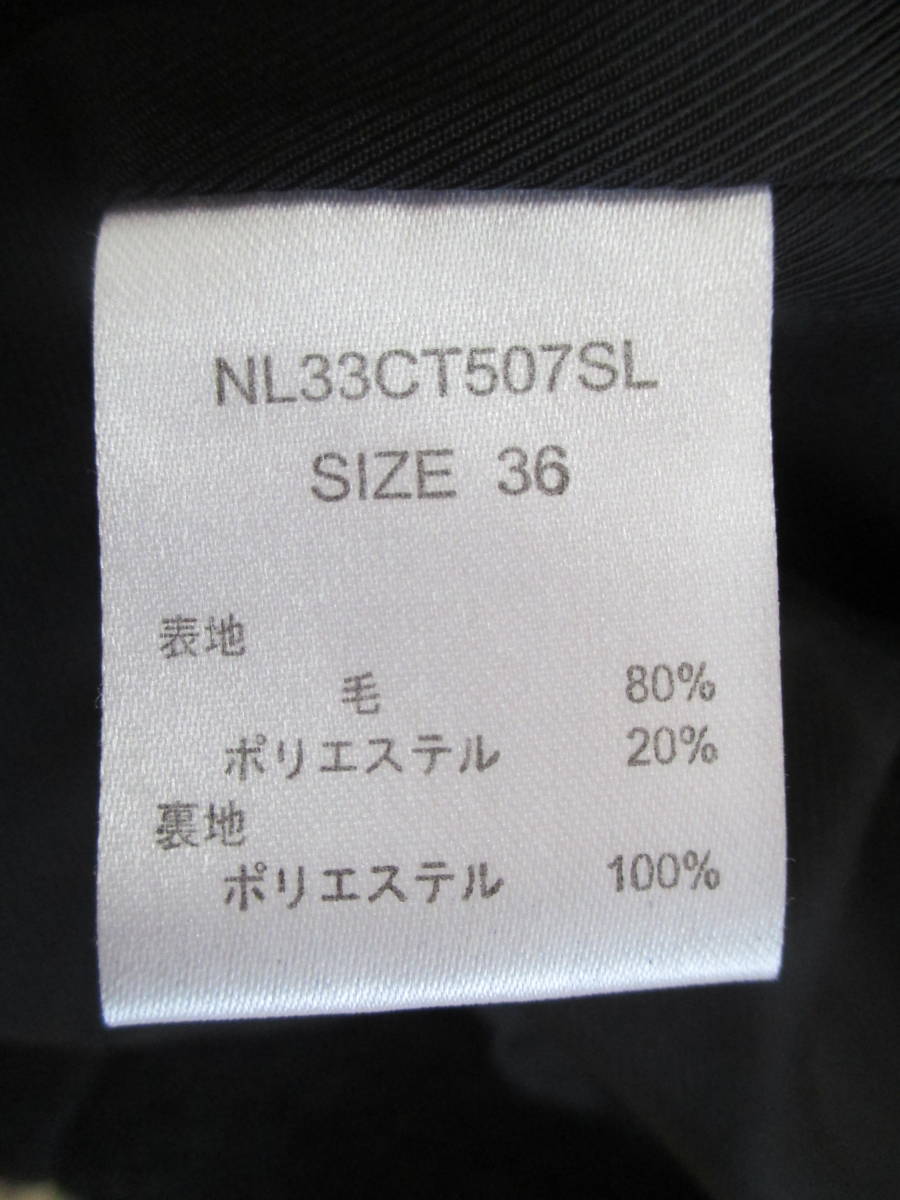 NL33CT507SL
SIZE 36
表地
毛 80%
ポリエステル 20%
裏地
ポリエステル 100%